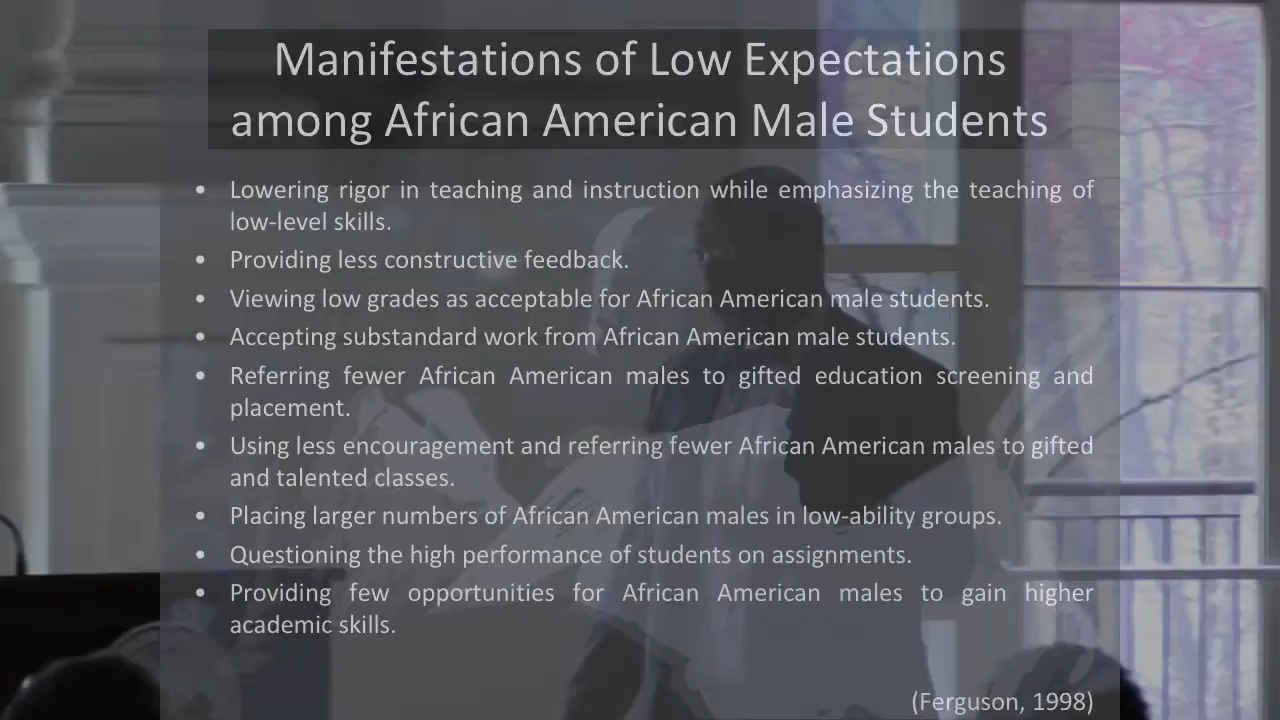 Manifestations of Low Expectations
among African American Male Students
• Lowering rigor in teaching and instruction while emphasizing the teaching of
low-level skills.
• Providing less constructive feedback.
• Viewing low grades as acceptable for African American male students.
• Accepting substandard work from African American male students.
• Referring fewer African American males to gifted education screening and
placement.
• Using less encouragement and referring fewer African American males to gifted
and talented classes.
• Placing larger numbers of African American males in low-ability groups.
• Questioning the high performance of students on assignments.
• Providing few opportunities for African American males to gain higher
academic skills.
(Ferguson, 1998)